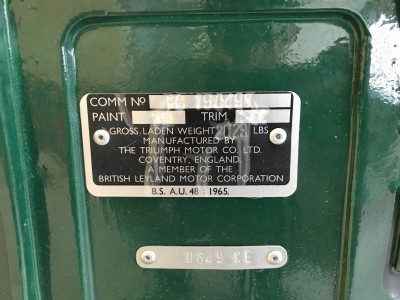 COMM NO
PAINT TRIM
GROSS LADEN WEIGHT 2028 LBS
MANUFACTURED BY
THE TRIUMPH MOTOR CO. LTD.
COVENTRY, ENGLAND.
A MEMBER OF THE
BRITISH LEYLAND MOTOR CORPORATION
B.S. A.U. 48 : 1965.
0649 KE